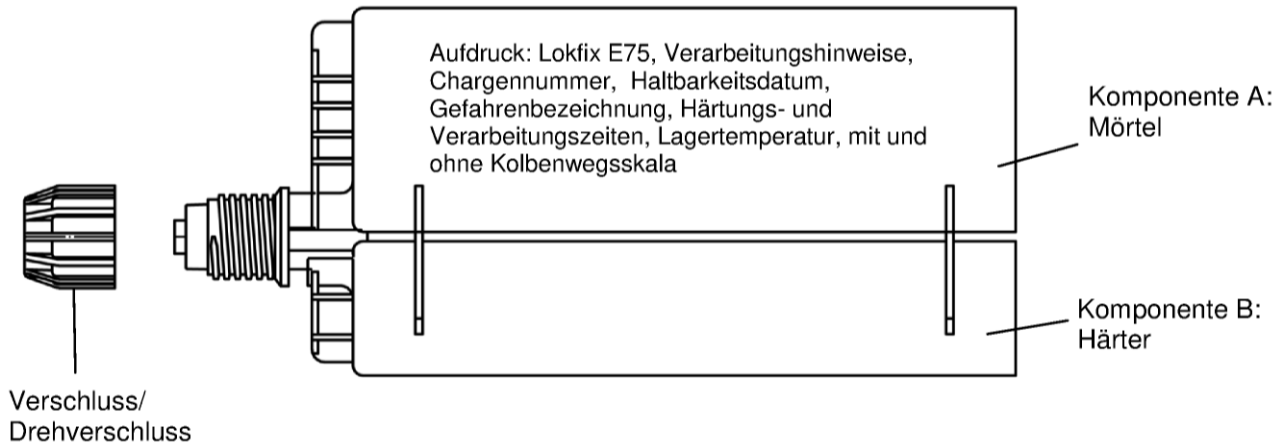 Aufdruck: Lokfix E75, Verarbeitungshinweise,
Chargennummer, Haltbarkeitsdatum,
Gefahrenbezeichnung, Härtungs- und
Verarbeitungszeiten, Lagertemperatur, mit und
ohne Kolbenwegsskala
Komponente A:
Mörtel
Komponente B:
Härter
Verschluss/
Drehverschluss